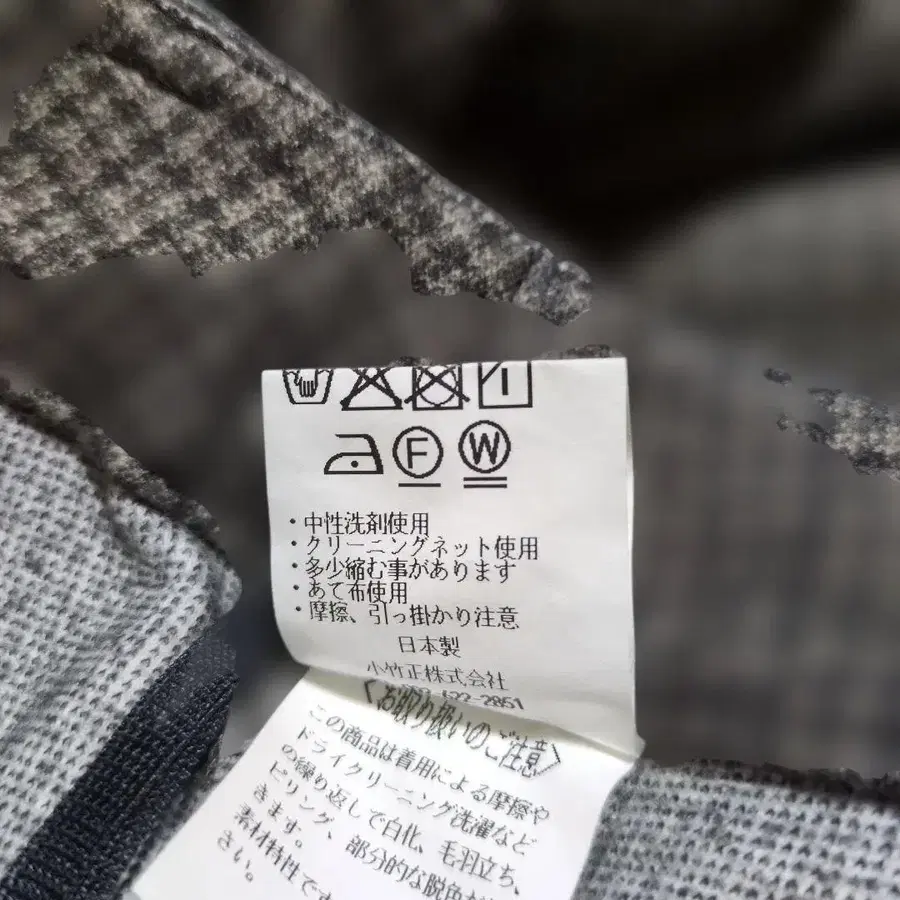 F W
・中性洗剤使用
・クリーニングネット使用
・多少縮む事があります
・あて布使用
・摩擦、引っ掛かり注意
日本製
小竹正株式会社
422-2851
〈お取り扱いのご注意〉
この商品は着用による摩擦や
ドライクリーニング洗濯など
の繰り返しで白化、毛羽立ち、
ピリング、部分的な脱色が
きます。
素材特性です
さい。